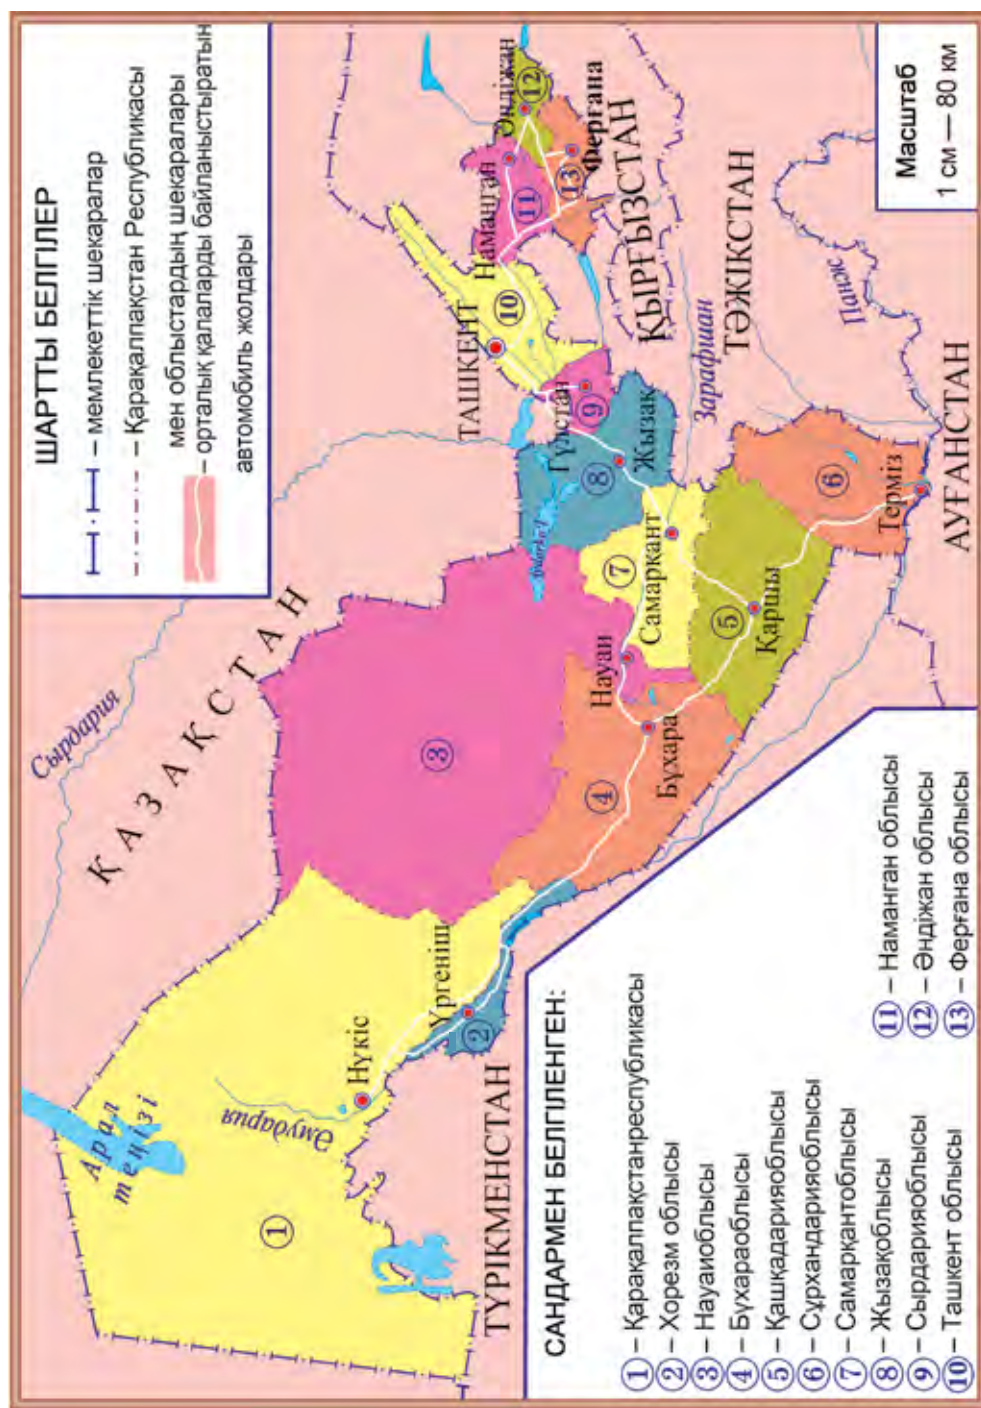 ШАРТТЫ БЕЛГІЛЕР
– мемлекеттік шекаралар
– Қарақалпақстан Республикасы
мен облыстардың шекаралары
– орталық қалаларды байланыстыратын
автомобиль жолдары
ҚАЗАҚСТАН
Сырдария
Арал
теңізі
Әмудария
Нүкіс
Үргеніш
ТҮРІКМЕНСТАН
Науаи
Бұхара
Самарқант
Қаршы
Терміз
Жызақ
Гүлстан
ТАШКЕНТ
Наманган
Әндіжан
Ферғана
ҚЫРҒЫЗСТАН
ТӘЖІКСТАН
Зарафшан
Панж
АУҒАНСТАН
1
2
3
4
5
6
7
8
9
10
11
12
13
Масштаб
1 см — 80 км
САНДАРМЕН БЕЛГІЛЕНГЕН:
1 – Қарақалпақстанреспубликасы
2 – Хорезм облысы
3 – Науаиоблысы
4 – Бұхараоблысы
5 – Қашқадарияоблысы
6 – Сұрхандарияоблысы
7 – Самарқантоблысы
8 – Жызақоблысы
9 – Сырдарияоблысы
10 – Ташкент облысы
11 – Наманган облысы
12 – Әндіжан облысы
13 – Ферғана облысы